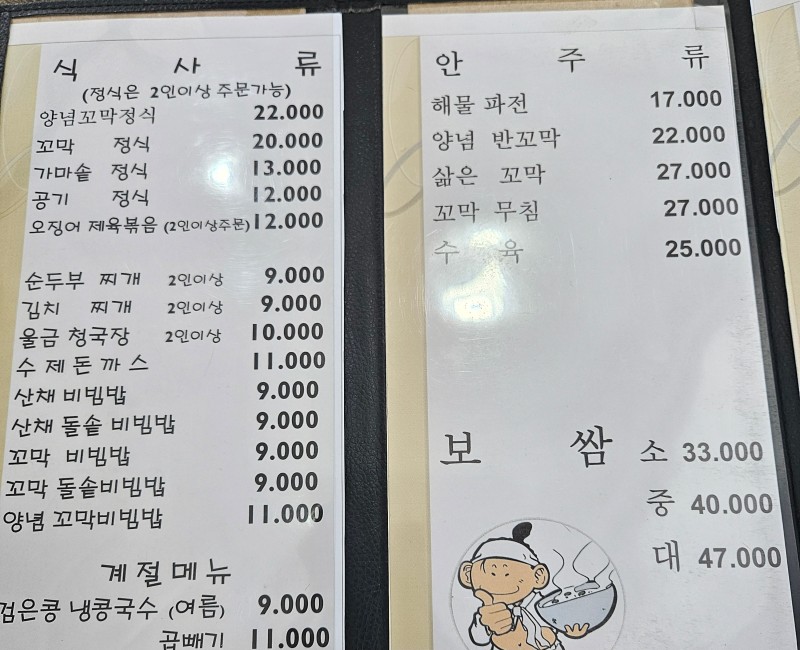 식 사 류
(정식은 2인이상 주문가능)
양념꼬막정식 22.000
꼬막 정식 20.000
가마솥 정식 13.000
공기 정식 12.000
오징어 제육볶음 (2인이상주문) 12.000
순두부 찌개 2인이상 9.000
김치 찌개 2인이상 9.000
울금 청국장 2인이상 10.000
수 제 돈 까 스 11.000
산채 비빔밥 9.000
산채 돌솥 비빔밥 9.000
꼬막 비빔밥 9.000
꼬막 돌솥비빔밥 9.000
양념 꼬막비빔밥 11.000
계 절 메 뉴
검은콩 냉콩국수 (여름) 9.000
곱빼기 11.000
안 주 류
해물 파전 17.000
양념 반꼬막 22.000
삶은 꼬막 27.000
꼬막 무침 27.000
수 육 25.000
보 쌈 소 33.000
중 40.000
대 47.000